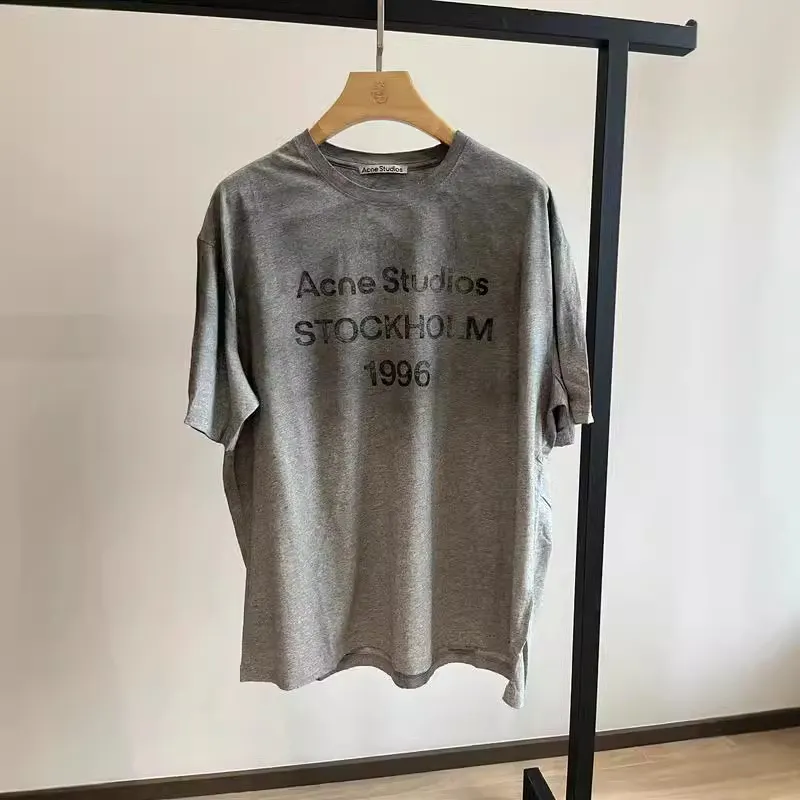 Acne Studios
Acne Studios
STOCKHOLM
1996